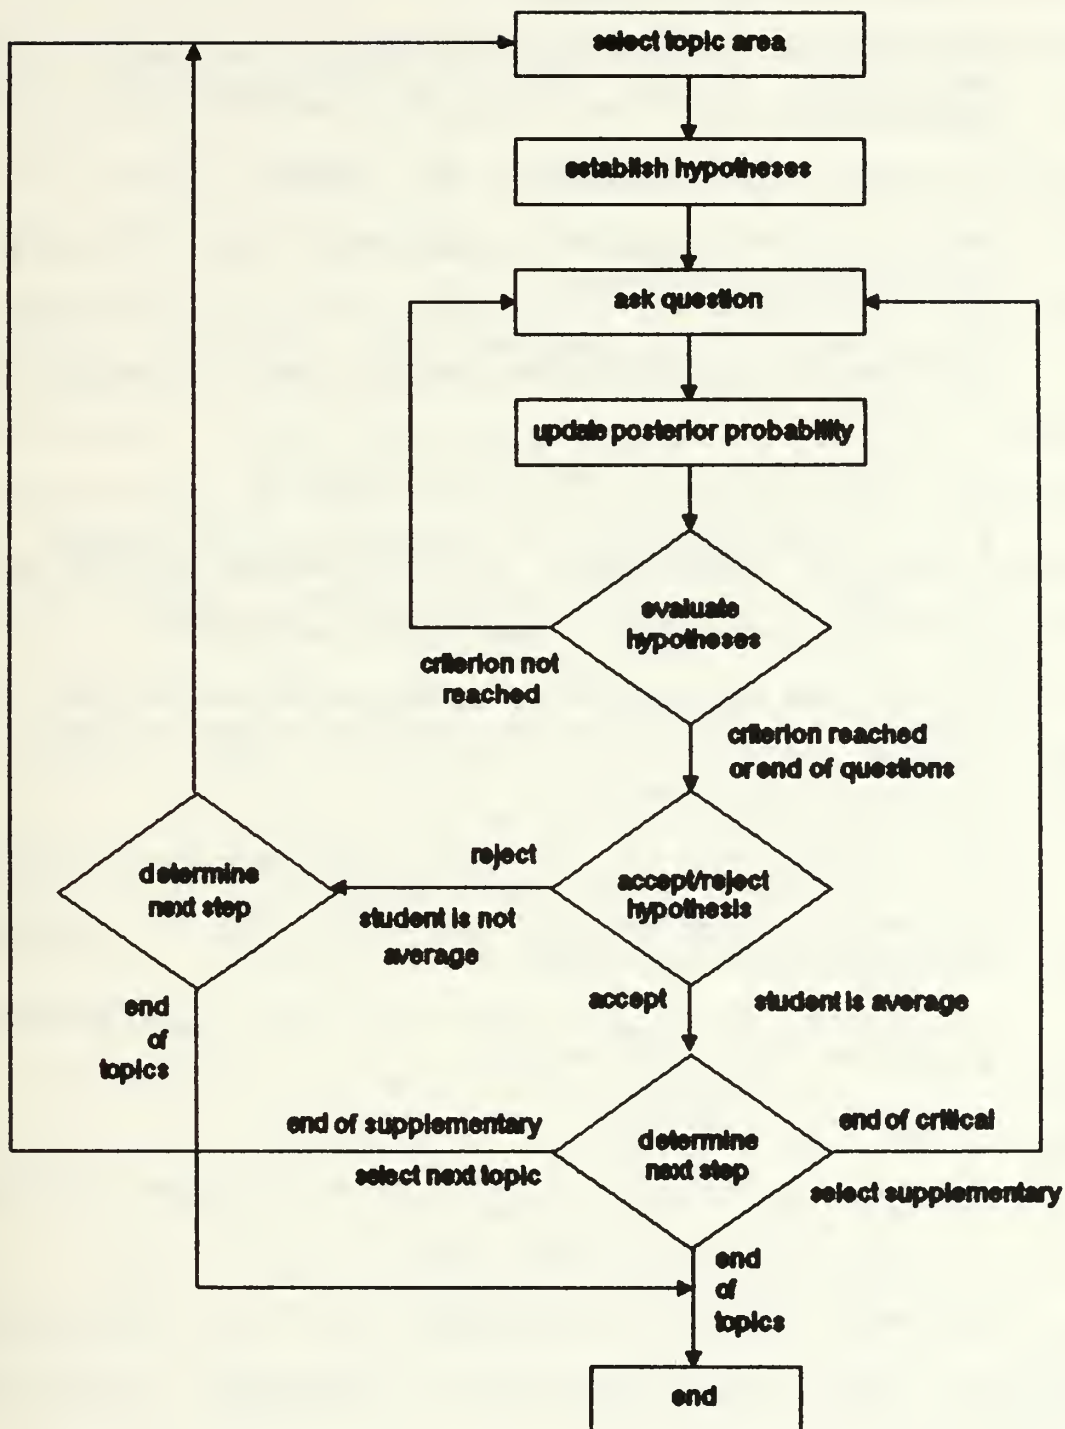 select topic area
establish hypotheses
ask question
update posterior probability
evaluate
hypotheses
criterion not
reached
criterion reached
or end of questions
reject
determine
next step
student is not
average
accept/reject
hypothesis
accept
student is average
end
of
topics
end of supplementary
select next topic
determine
next step
end of critical
select supplementary
end
of
topics
end